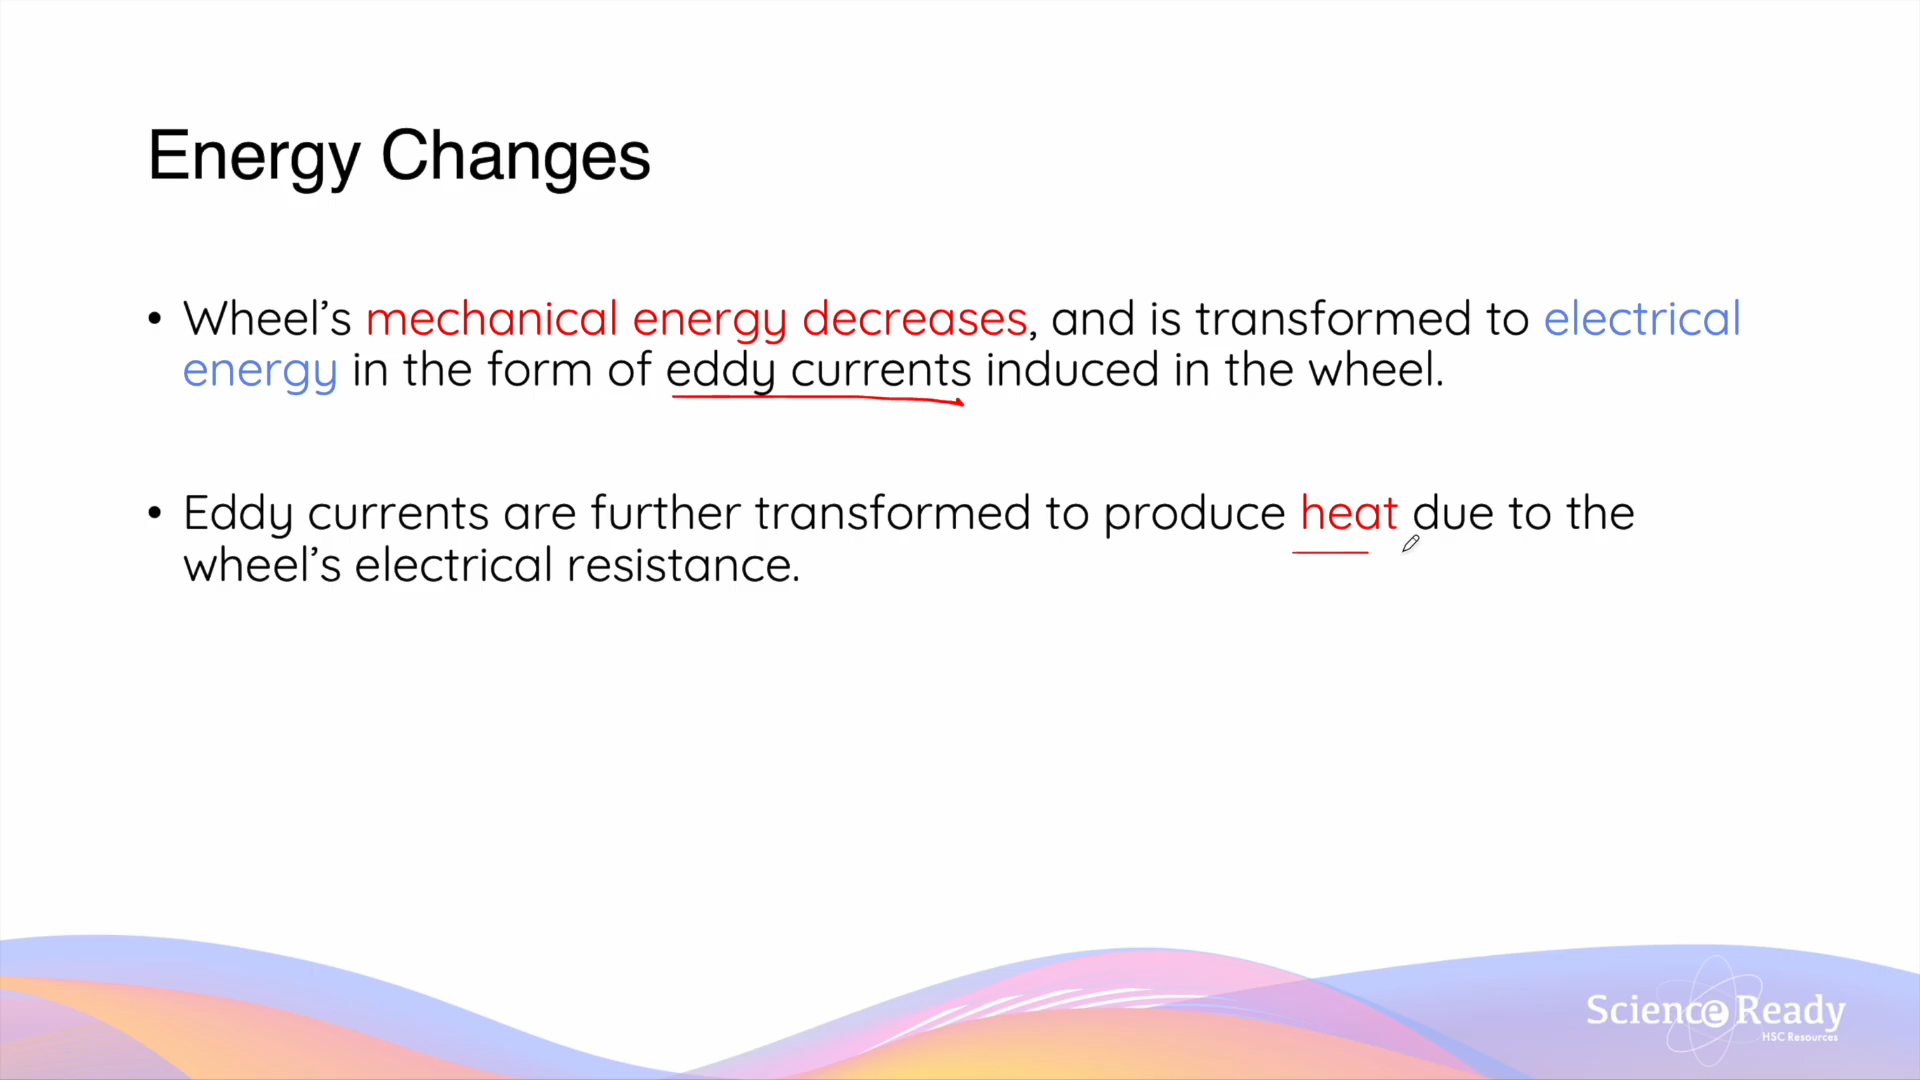 Energy Changes
• Wheel’s mechanical energy decreases, and is transformed to electrical
energy in the form of eddy currents induced in the wheel.
• Eddy currents are further transformed to produce heat due to the
wheel’s electrical resistance.
Science Ready
HSC Resources